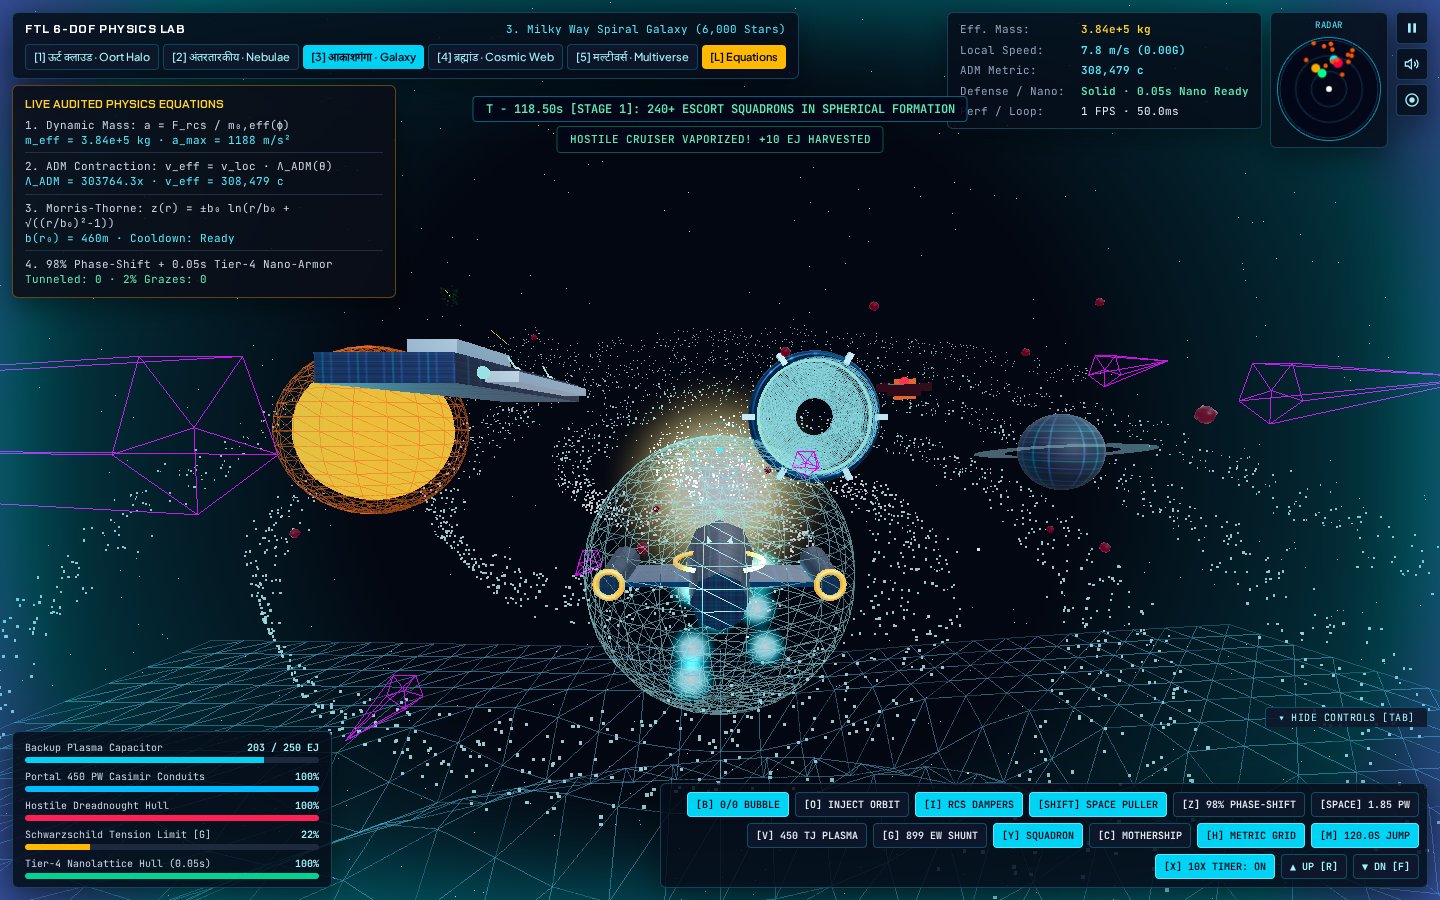 FTL 6-DOF PHYSICS LAB
3. Milky Way Spiral Galaxy (6,000 Stars)
[1] ऊर्ट क्लाउड · Oort Halo
[2] अंतरतारकीय · Nebulae
[3] आकाशगंगा · Galaxy
[4] ब्रह्मांड · Cosmic Web
[5] मल्टीवर्स · Multiverse
[L] Equations
LIVE AUDITED PHYSICS EQUATIONS
1. Dynamic Mass: a = F_rcs / m₀,eff(ϕ)
m_eff = 3.84e+5 kg · a_max = 1188 m/s²
2. ADM Contraction: v_eff = v_loc · Λ_ADM(θ)
Λ_ADM = 303764.3x · v_eff = 308,479 c
3. Morris-Thorne: z(r) = ±b₀ ln(r/b₀ +
√((r/b₀)²-1))
b(r₀) = 460m · Cooldown: Ready
4. 98% Phase-Shift + 0.05s Tier-4 Nano-Armor
Tunneled: 0 · 2% Grazes: 0
T - 118.50s [STAGE 1]: 240+ ESCORT SQUADRONS IN SPHERICAL FORMATION
HOSTILE CRUISER VAPORIZED! +10 EJ HARVESTED
Eff. Mass: 3.84e+5 kg
Local Speed: 7.8 m/s (0.00G)
ADM Metric: 308,479 c
Defense / Nano: Solid · 0.05s Nano Ready
Perf / Loop: 1 FPS · 50.0ms
RADAR
Backup Plasma Capacitor 203 / 250 EJ
Portal 450 PW Casimir Conduits 100%
Hostile Dreadnought Hull 100%
Schwarzschild Tension Limit [G] 22%
Tier-4 Nanolattice Hull (0.05s) 100%
▾ HIDE CONTROLS [TAB]
[B] 0/0 BUBBLE
[O] INJECT ORBIT
[I] RCS DAMPERS
[SHIFT] SPACE PULLER
[Z] 98% PHASE-SHIFT
[SPACE] 1.85 PW
[V] 450 TJ PLASMA
[G] 899 EW SHUNT
[Y] SQUADRON
[C] MOTHERSHIP
[H] METRIC GRID
[M] 120.0S JUMP
[X] 10X TIMER: ON
▲ UP [R]
▼ DN [F]